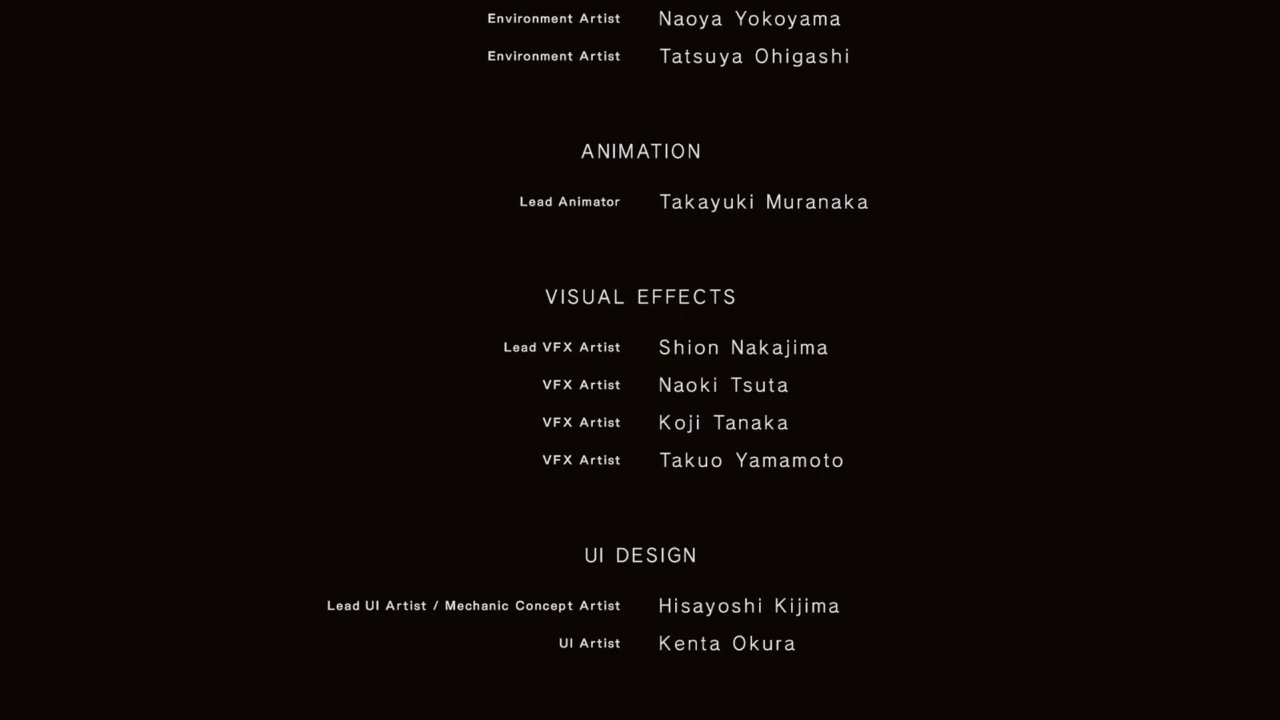 Environment Artist Naoya Yokoyama
Environment Artist Tatsuya Ohigashi
ANIMATION
Lead Animator Takayuki Muranaka
VISUAL EFFECTS
Lead VFX Artist Shion Nakajima
VFX Artist Naoki Tsuta
VFX Artist Koji Tanaka
VFX Artist Takuo Yamamoto
UI DESIGN
Lead UI Artist / Mechanic Concept Artist Hisayoshi Kijima
UI Artist Kenta Okura